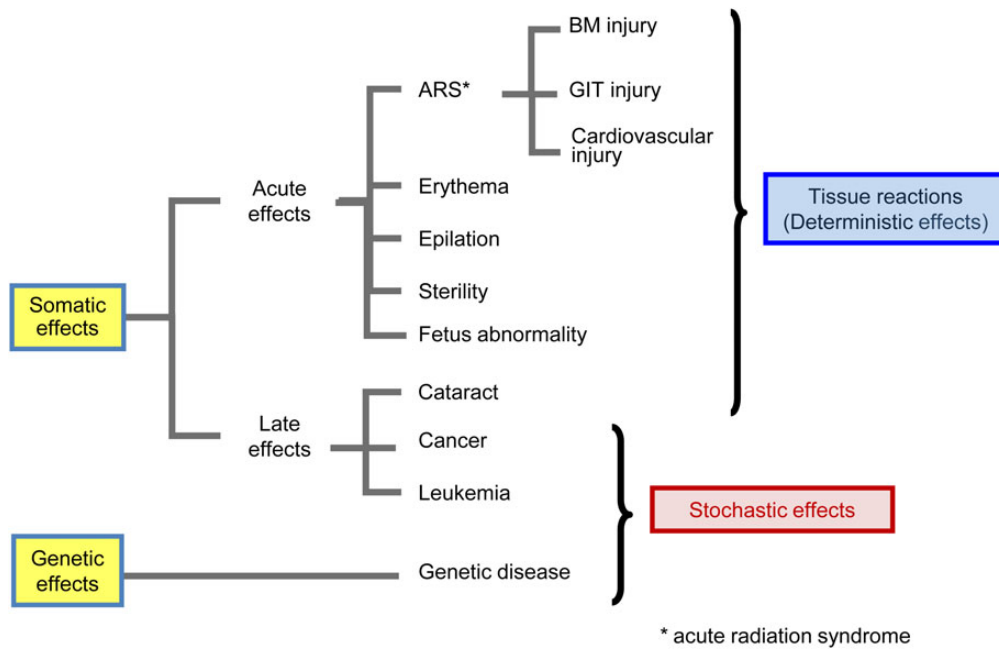 BM injury
ARS*
GIT injury
Cardiovascular
injury
Acute
effects
Erythema
Epilation
Sterility
Fetus abnormality
Tissue reactions
(Deterministic effects)
Somatic
effects
Late
effects
Cataract
Cancer
Leukemia
Stochastic effects
Genetic
effects
Genetic disease
* acute radiation syndrome